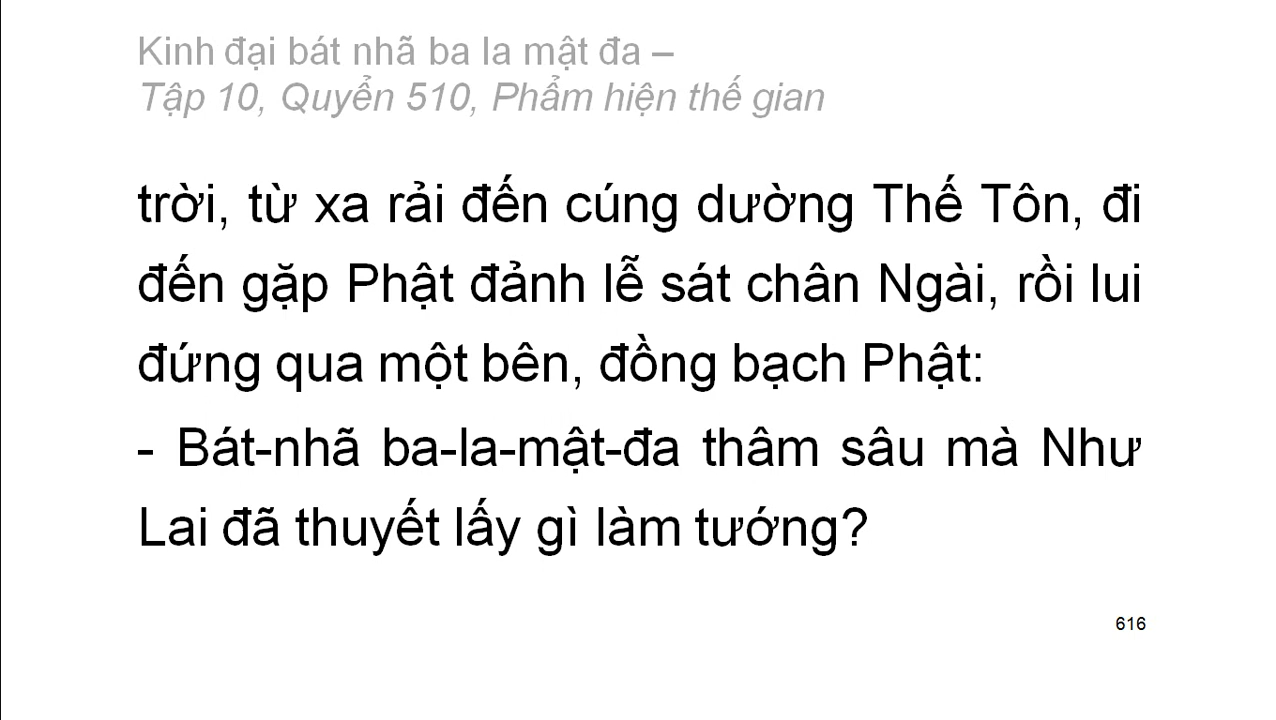 Kinh đại bát nhã ba la mật đa –
Tập 10, Quyển 510, Phẩm hiện thế gian
trời, từ xa rải đến cúng dường Thế Tôn, đi
đến gặp Phật đảnh lễ sát chân Ngài, rồi lui
đứng qua một bên, đồng bạch Phật:
- Bát-nhã ba-la-mật-đa thâm sâu mà Như
Lai đã thuyết lấy gì làm tướng?
616